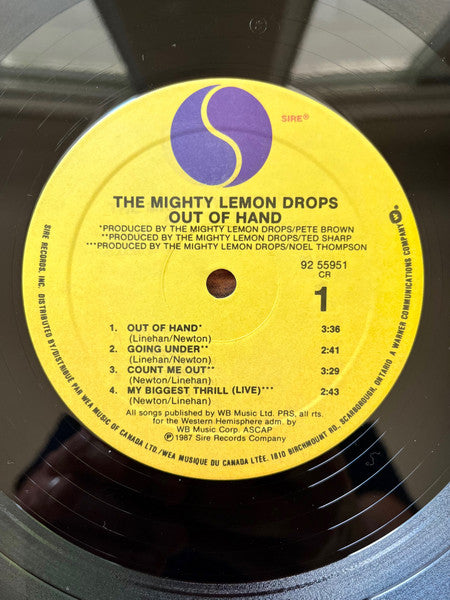 SIRE®
THE MIGHTY LEMON DROPS
OUT OF HAND
*PRODUCED BY THE MIGHTY LEMON DROPS/PETE BROWN
**PRODUCED BY THE MIGHTY LEMON DROPS/TED SHARP
***PRODUCED BY THE MIGHTY LEMON DROPS/NOEL THOMPSON
92 55951
CR
1
1. OUT OF HAND* 3:36
(Linehan/Newton)
2. GOING UNDER** 2:41
(Linehan/Newton)
3. COUNT ME OUT** 3:29
(Newton/Linehan)
4. MY BIGGEST THRILL (LIVE)*** 2:43
(Newton/Linehan)
All songs published by WB Music Ltd. PRS, all rts.
for the Western Hemisphere adm. by
WB Music Corp. ASCAP
℗1987 Sire Records Company
SIRE RECORDS, INC. DISTRIBUTED BY/DISTRIBUÉ PAR WEA MUSIC OF CANADA LTD./WEA MUSIQUE DU CANADA LTÉE. 1810 BIRCHMOUNT RD. SCARBOROUGH, ONTARIO A WARNER COMMUNICATIONS COMPANY